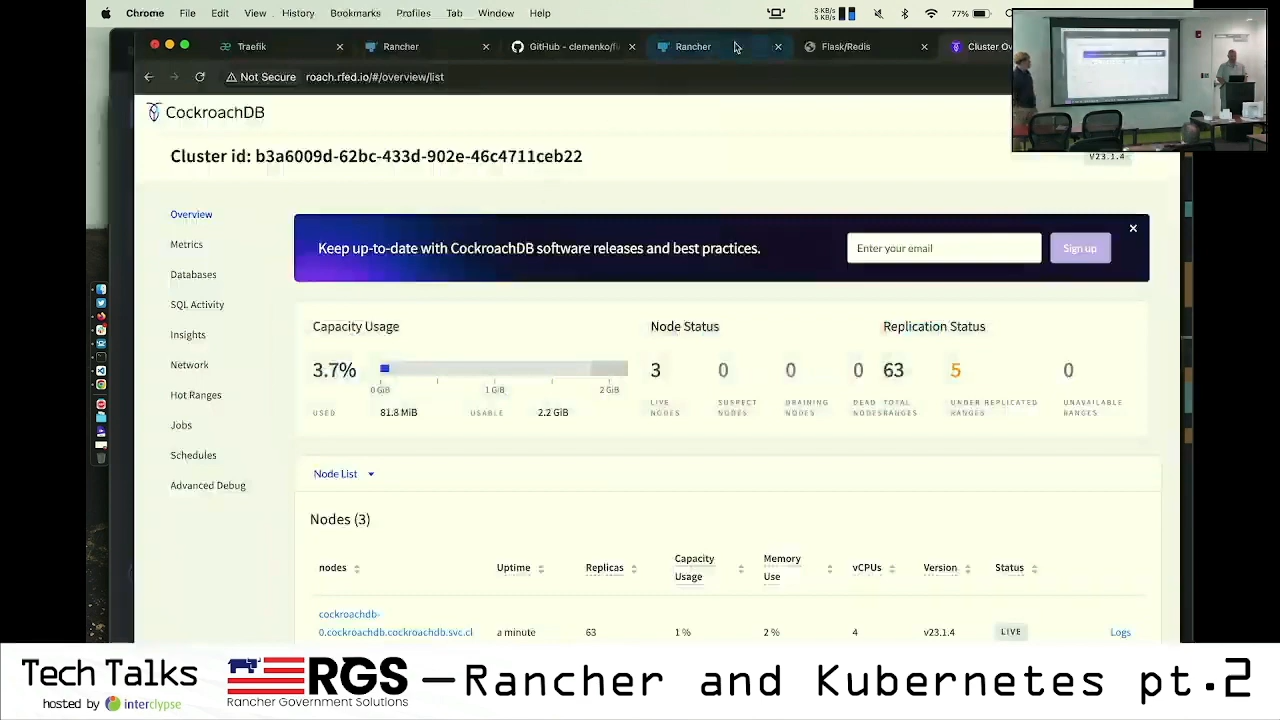 Chrome File Edit View History Bookmarks Profiles Tab Window Help
3 KB/s
5 KB/s
77%
Traefik
Rancher
GitHub - clemenko/fl
Rancher
Flask/Redis
Cluster Ov
Not Secure roach.rfed.io/#/overview/list
CockroachDB
Cluster id: b3a6009d-62bc-433d-902e-46c4711ceb22
V23.1.4
Overview
Metrics
Databases
SQL Activity
Insights
Network
Hot Ranges
Jobs
Schedules
Advanced Debug
Keep up-to-date with CockroachDB software releases and best practices.
Enter your email
Sign up
Capacity Usage
3.7%
0 GiB 1 GiB 2 GiB
USED 81.8 MiB USABLE 2.2 GiB
Node Status
3 0 0 0
LIVE NODES
SUSPECT NODES
DRAINING NODES
DEAD NODES
Replication Status
63 5 0
TOTAL RANGES
UNDER REPLICATED RANGES
UNAVAILABLE RANGES
Node List
Nodes (3)
nodes Uptime Replicas Capacity Usage Memory Use vCPUs Version Status
cockroachdb-
0.cockroachdb.cockroachdb.svc.cl a minute 63 1 % 2 % 4 v23.1.4 LIVE Logs
Tech Talks
hosted by interclypse
RGS
Rancher Government Solutions
—Rancher and Kubernetes pt.2